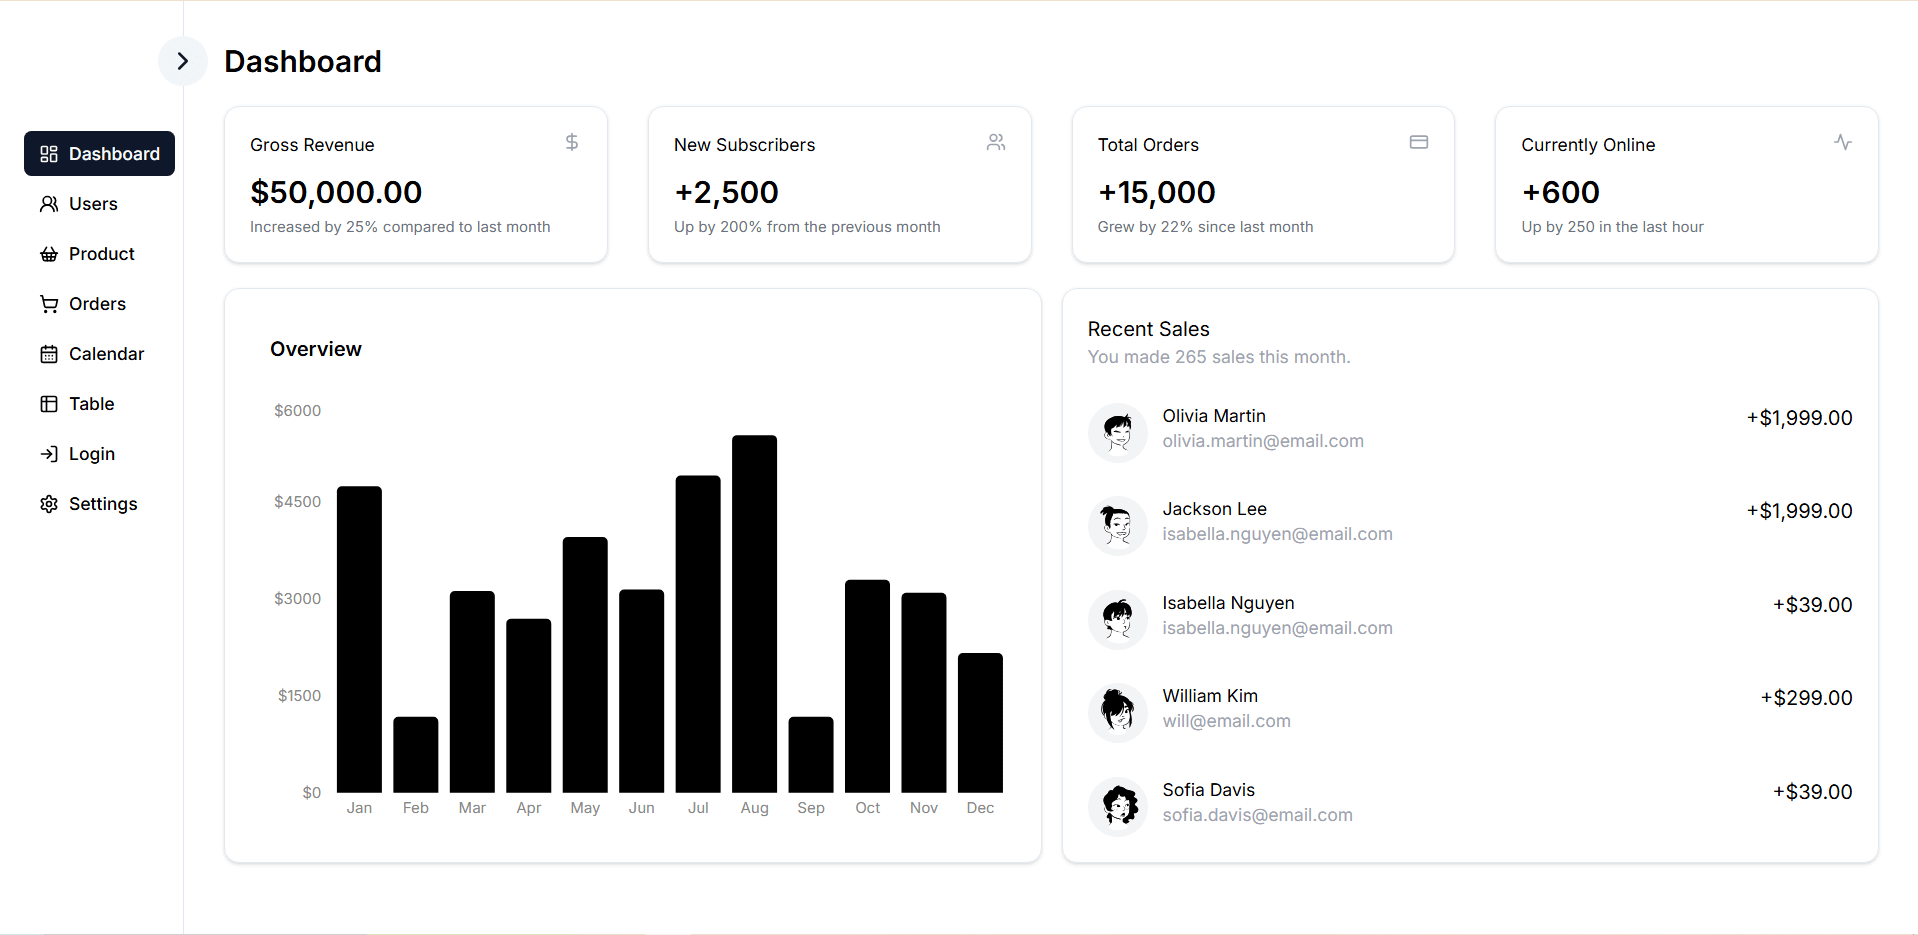 Dashboard
Dashboard
Users
Product
Orders
Calendar
Table
Login
Settings
Gross Revenue
$50,000.00
Increased by 25% compared to last month
New Subscribers
+2,500
Up by 200% from the previous month
Total Orders
+15,000
Grew by 22% since last month
Currently Online
+600
Up by 250 in the last hour
Overview
$6000
$4500
$3000
$1500
$0
Jan Feb Mar Apr May Jun Jul Aug Sep Oct Nov Dec
Recent Sales
You made 265 sales this month.
Olivia Martin
olivia.martin@email.com
+$1,999.00
Jackson Lee
isabella.nguyen@email.com
+$1,999.00
Isabella Nguyen
isabella.nguyen@email.com
+$39.00
William Kim
will@email.com
+$299.00
Sofia Davis
sofia.davis@email.com
+$39.00